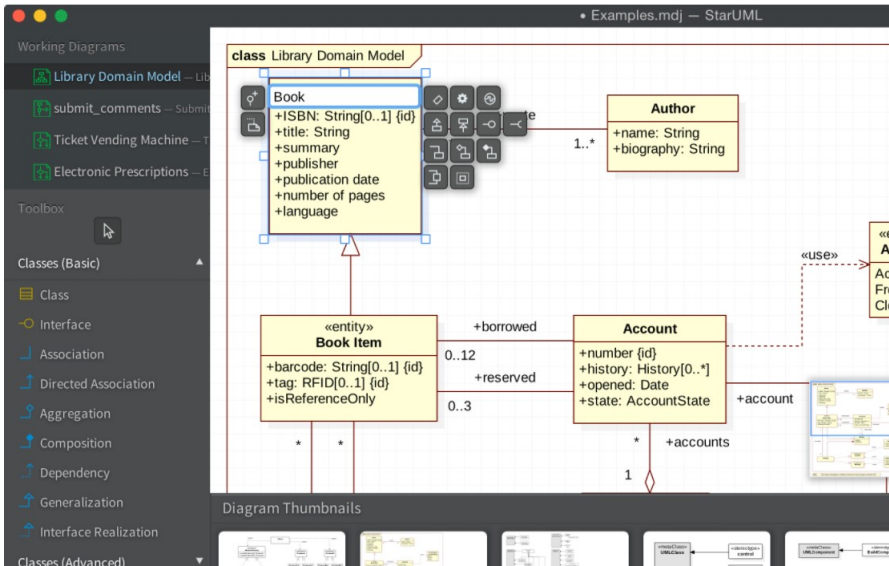 • Examples.mdj — StarUML
Working Diagrams
Library Domain Model — Lib
submit_comments — Submit
Ticket Vending Machine — T
Electronic Prescriptions — E
Toolbox
Classes (Basic)
Class
Interface
Association
Directed Association
Aggregation
Composition
Dependency
Generalization
Interface Realization
Classes (Advanced)
class Library Domain Model
Book
+ISBN: String[0..1] {id}
+title: String
+summary
+publisher
+publication date
+number of pages
+language
1..*
Author
+name: String
+biography: String
«use»
«entity»
Book Item
+barcode: String[0..1] {id}
+tag: RFID[0..1] {id}
+isReferenceOnly
+borrowed
0..12
+reserved
0..3
*
*
Account
+number {id}
+history: History[0..*]
+opened: Date
+state: AccountState
+account
*
+accounts
1
Diagram Thumbnails
UMLClass
control
UMLComponent